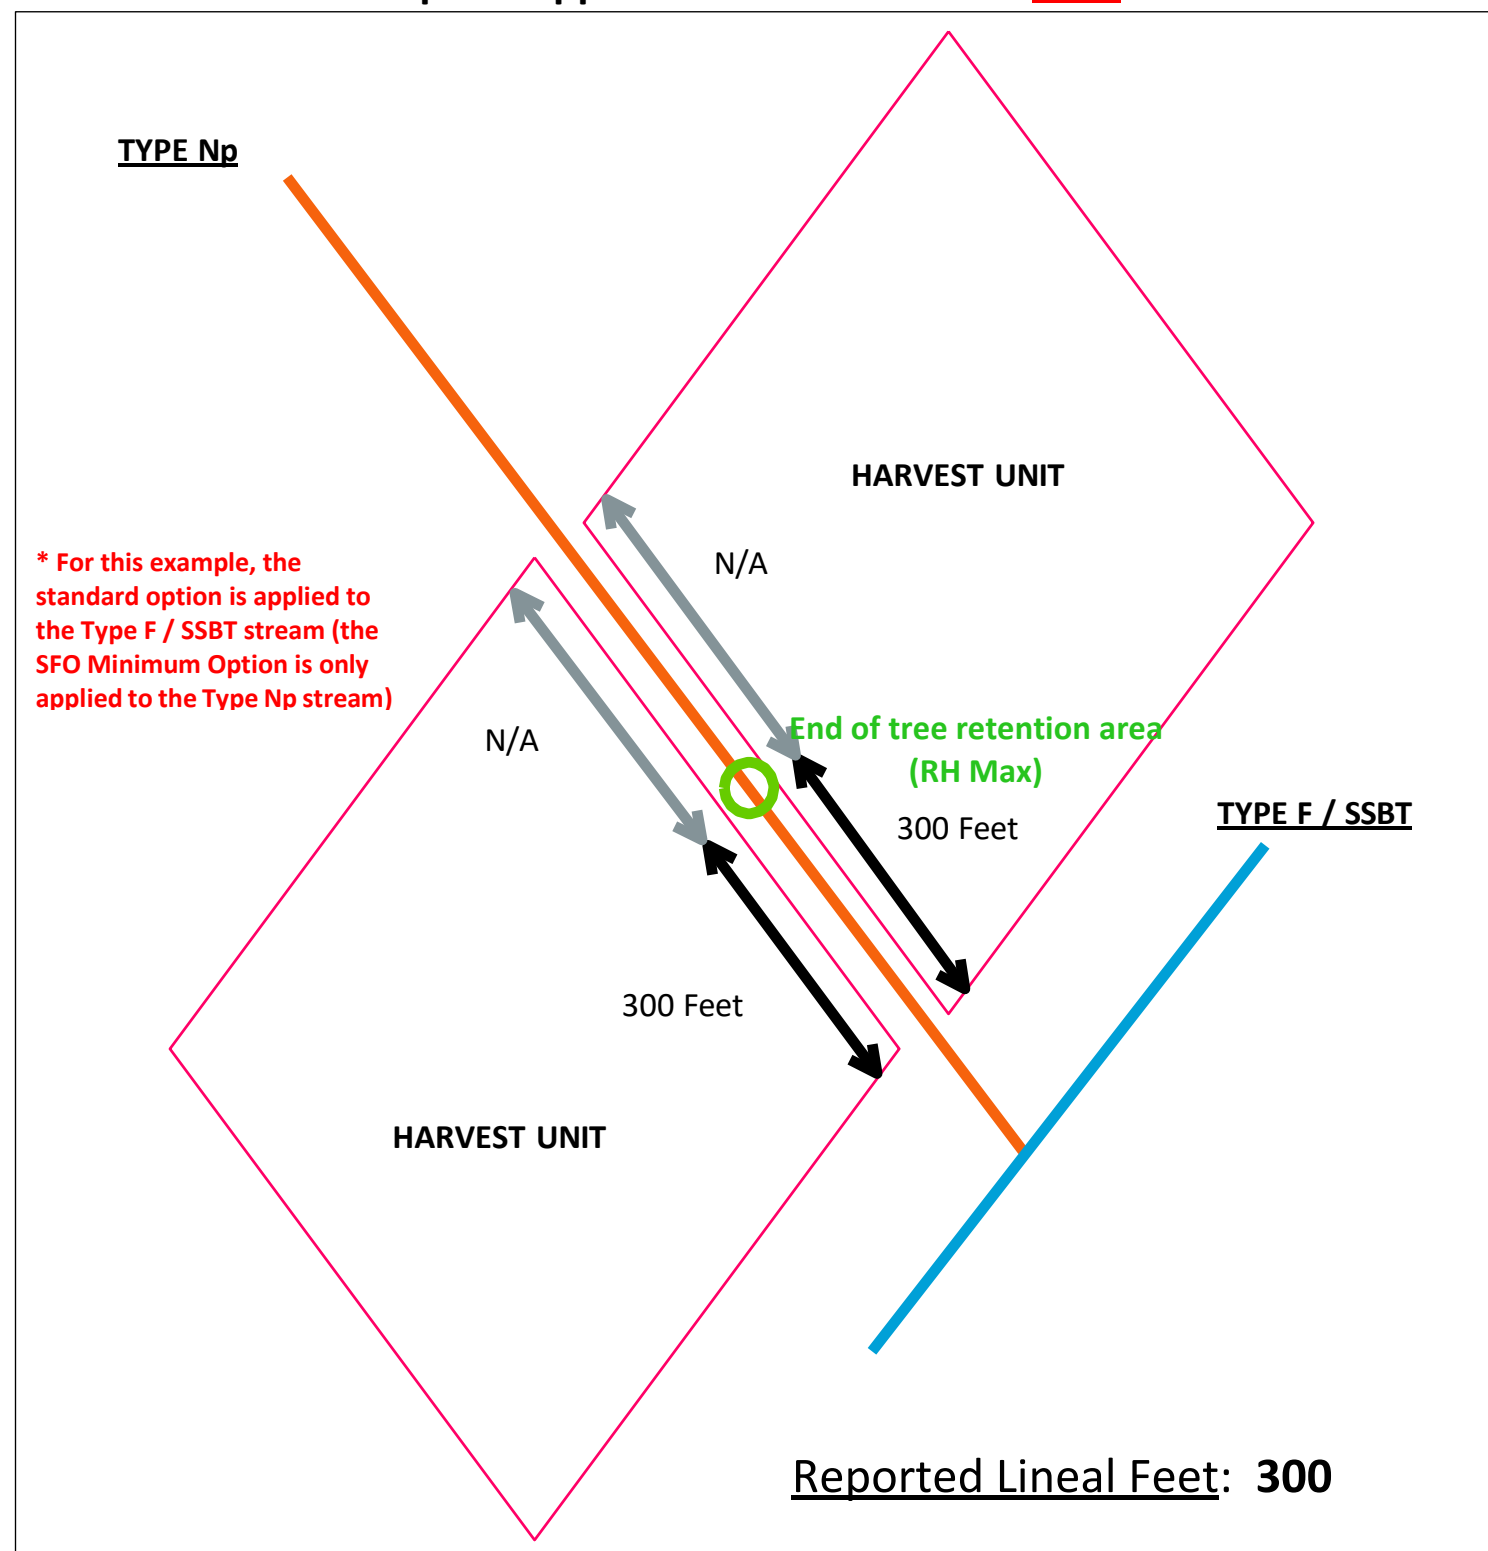 TYPE Np
HARVEST UNIT
N/A
* For this example, the
standard option is applied to
the Type F / SSBT stream (the
SFO Minimum Option is only
applied to the Type Np stream)
N/A
End of tree retention area
(RH Max)
300 Feet
TYPE F / SSBT
300 Feet
HARVEST UNIT
Reported Lineal Feet: 300